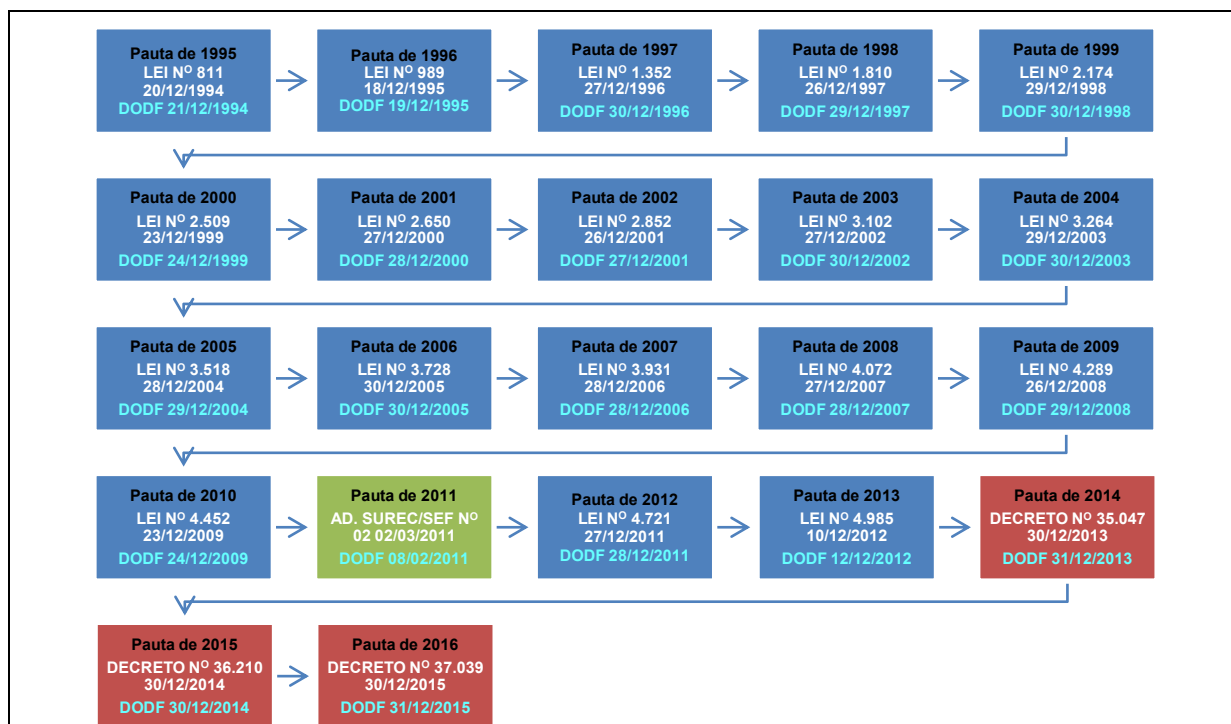 Pauta de 1995
LEI Nº 811
20/12/1994
DODF 21/12/1994
Pauta de 1996
LEI Nº 989
18/12/1995
DODF 19/12/1995
Pauta de 1997
LEI Nº 1.352
27/12/1996
DODF 30/12/1996
Pauta de 1998
LEI Nº 1.810
26/12/1997
DODF 29/12/1997
Pauta de 1999
LEI Nº 2.174
29/12/1998
DODF 30/12/1998
Pauta de 2000
LEI Nº 2.509
23/12/1999
DODF 24/12/1999
Pauta de 2001
LEI Nº 2.650
27/12/2000
DODF 28/12/2000
Pauta de 2002
LEI Nº 2.852
26/12/2001
DODF 27/12/2001
Pauta de 2003
LEI Nº 3.102
27/12/2002
DODF 30/12/2002
Pauta de 2004
LEI Nº 3.264
29/12/2003
DODF 30/12/2003
Pauta de 2005
LEI Nº 3.518
28/12/2004
DODF 29/12/2004
Pauta de 2006
LEI Nº 3.728
30/12/2005
DODF 30/12/2005
Pauta de 2007
LEI Nº 3.931
28/12/2006
DODF 28/12/2006
Pauta de 2008
LEI Nº 4.072
27/12/2007
DODF 28/12/2007
Pauta de 2009
LEI Nº 4.289
26/12/2008
DODF 29/12/2008
Pauta de 2010
LEI Nº 4.452
23/12/2009
DODF 24/12/2009
Pauta de 2011
AD. SUREC/SEF Nº
02 02/03/2011
DODF 08/02/2011
Pauta de 2012
LEI Nº 4.721
27/12/2011
DODF 28/12/2011
Pauta de 2013
LEI Nº 4.985
10/12/2012
DODF 12/12/2012
Pauta de 2014
DECRETO Nº 35.047
30/12/2013
DODF 31/12/2013
Pauta de 2015
DECRETO Nº 36.210
30/12/2014
DODF 30/12/2014
Pauta de 2016
DECRETO Nº 37.039
30/12/2015
DODF 31/12/2015